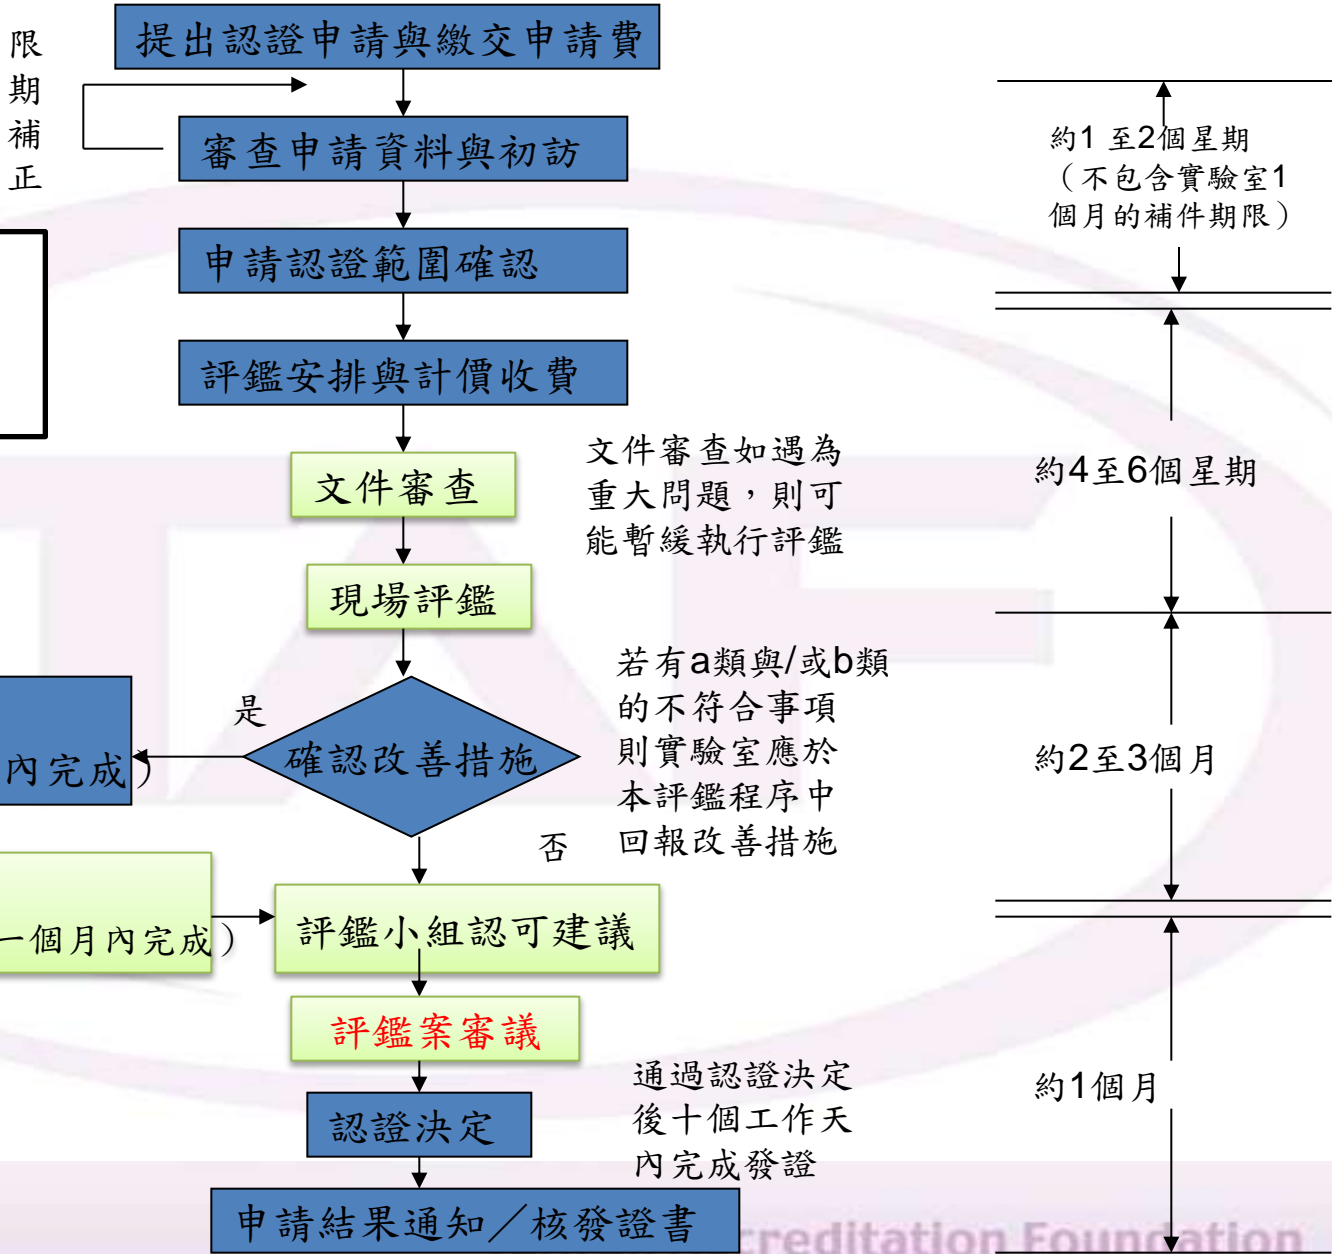 限
期
補
正
提出認證申請與繳交申請費
審查申請資料與初訪
申請認證範圍確認
評鑑安排與計價收費
文件審查
文件審查如遇為
重大問題，則可
能暫緩執行評鑑
現場評鑑
是
內完成）
確認改善措施
若有a類與/或b類
的不符合事項
則實驗室應於
本評鑑程序中
回報改善措施
否
一個月內完成）
評鑑小組認可建議
評鑑案審議
認證決定
通過認證決定
後十個工作天
內完成發證
申請結果通知／核發證書
約1 至2個星期
（不包含實驗室1
個月的補件期限）
約4至6個星期
約2至3個月
約1個月
TAF
creditation Foundation